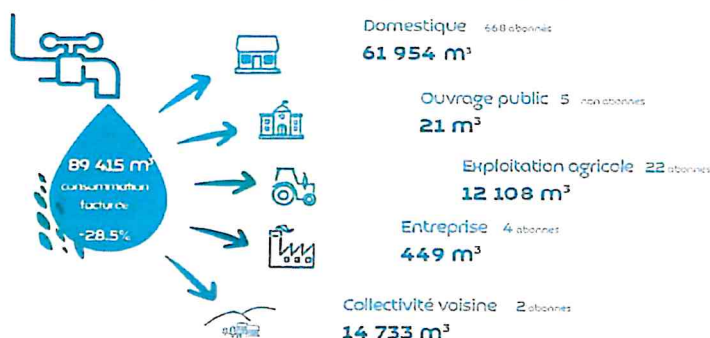 89 415 m³
consommation
facturée
-28.5%
Domestique 668 abonnés
61 954 m³
Ouvrage public 5 non abonnés
21 m³
Exploitation agricole 22 abonnés
12 108 m³
Entreprise 4 abonnés
449 m³
Collectivité voisine 2 abonnés
14 733 m³